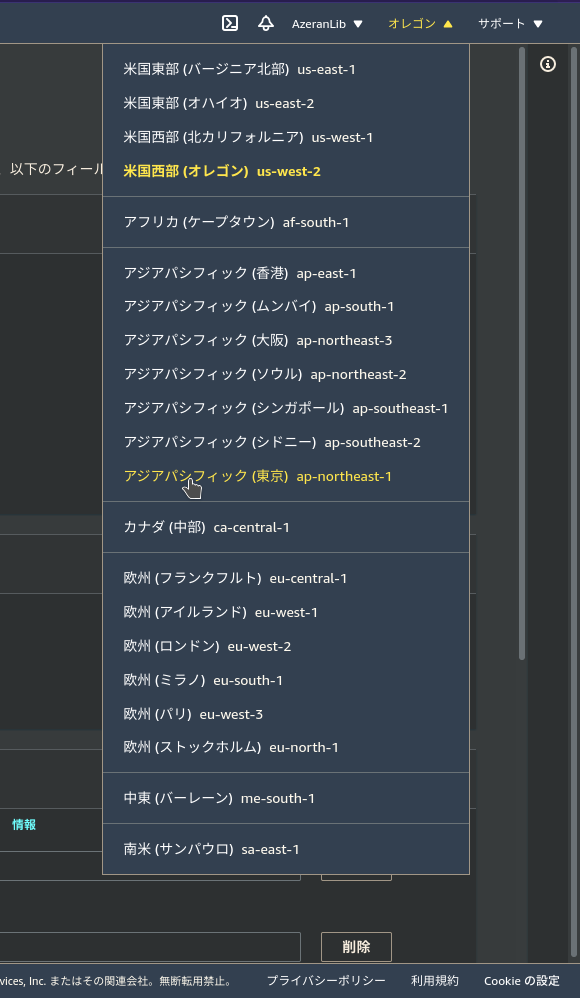 AzeranLib オレゴン サポート
米国東部 (バージニア北部) us-east-1
米国東部 (オハイオ) us-east-2
米国西部 (北カリフォルニア) us-west-1
以下のフィール
米国西部 (オレゴン) us-west-2
アフリカ (ケープタウン) af-south-1
アジアパシフィック (香港) ap-east-1
アジアパシフィック (ムンバイ) ap-south-1
アジアパシフィック (大阪) ap-northeast-3
アジアパシフィック (ソウル) ap-northeast-2
アジアパシフィック (シンガポール) ap-southeast-1
アジアパシフィック (シドニー) ap-southeast-2
アジアパシフィック (東京) ap-northeast-1
カナダ (中部) ca-central-1
欧州 (フランクフルト) eu-central-1
欧州 (アイルランド) eu-west-1
欧州 (ロンドン) eu-west-2
欧州 (ミラノ) eu-south-1
欧州 (パリ) eu-west-3
欧州 (ストックホルム) eu-north-1
中東 (バーレーン) me-south-1
情報
南米 (サンパウロ) sa-east-1
削除
vices, Inc. またはその関連会社。無断転用禁止。 プライバシーポリシー 利用規約 Cookie の設定